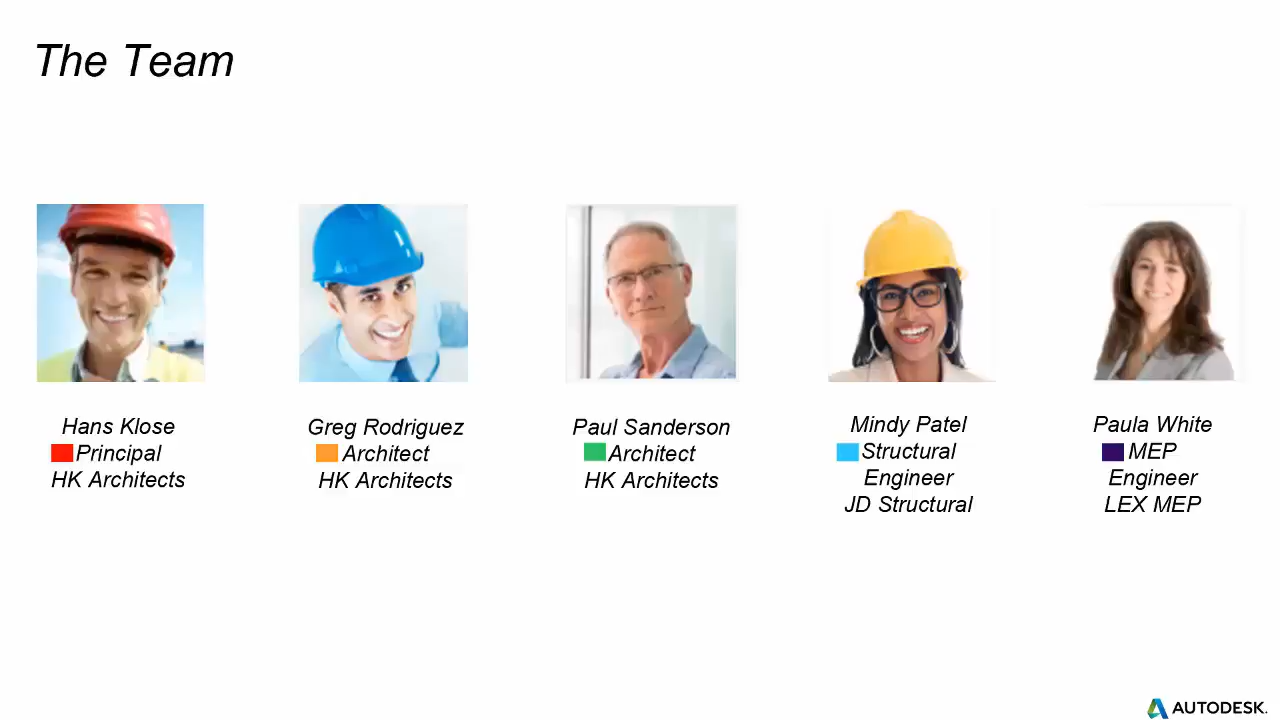 The Team
Hans Klose
Principal
HK Architects
Greg Rodriguez
Architect
HK Architects
Paul Sanderson
Architect
HK Architects
Mindy Patel
Structural
Engineer
JD Structural
Paula White
MEP
Engineer
LEX MEP
AUTODESK.